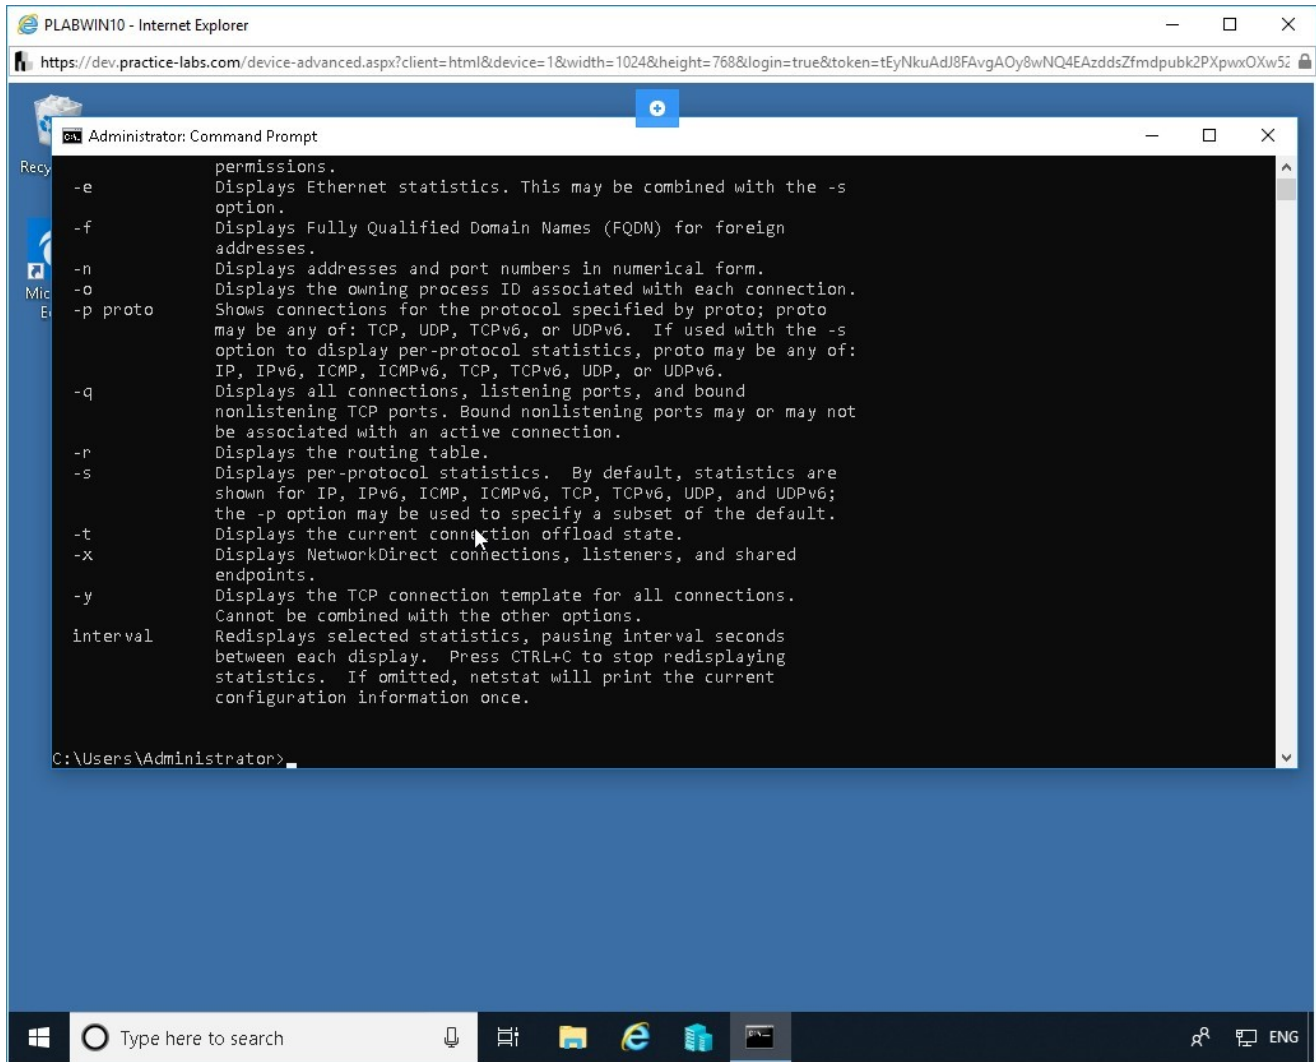 PLABWIN10 - Internet Explorer
https://dev.practice-labs.com/device-advanced.aspx?client=html&device=1&width=1024&height=768&login=true&token=tEyNkuAdJ8FAvgAOy8wNQ4EAzddsZfmdpubk2PXpwxOXw52
Administrator: Command Prompt
Recy
Mic
E
permissions.
-e Displays Ethernet statistics. This may be combined with the -s
option.
-f Displays Fully Qualified Domain Names (FQDN) for foreign
addresses.
-n Displays addresses and port numbers in numerical form.
-o Displays the owning process ID associated with each connection.
-p proto Shows connections for the protocol specified by proto; proto
may be any of: TCP, UDP, TCPv6, or UDPv6.  If used with the -s
option to display per-protocol statistics, proto may be any of:
IP, IPv6, ICMP, ICMPv6, TCP, TCPv6, UDP, or UDPv6.
-q Displays all connections, listening ports, and bound
nonlistening TCP ports. Bound nonlistening ports may or may not
be associated with an active connection.
-r Displays the routing table.
-s Displays per-protocol statistics.  By default, statistics are
shown for IP, IPv6, ICMP, ICMPv6, TCP, TCPv6, UDP, and UDPv6;
the -p option may be used to specify a subset of the default.
-t Displays the current connection offload state.
-x Displays NetworkDirect connections, listeners, and shared
endpoints.
-y Displays the TCP connection template for all connections.
Cannot be combined with the other options.
interval Redisplays selected statistics, pausing interval seconds
between each display.  Press CTRL+C to stop redisplaying
statistics.  If omitted, netstat will print the current
configuration information once.
C:\Users\Administrator>
Type here to search
ENG